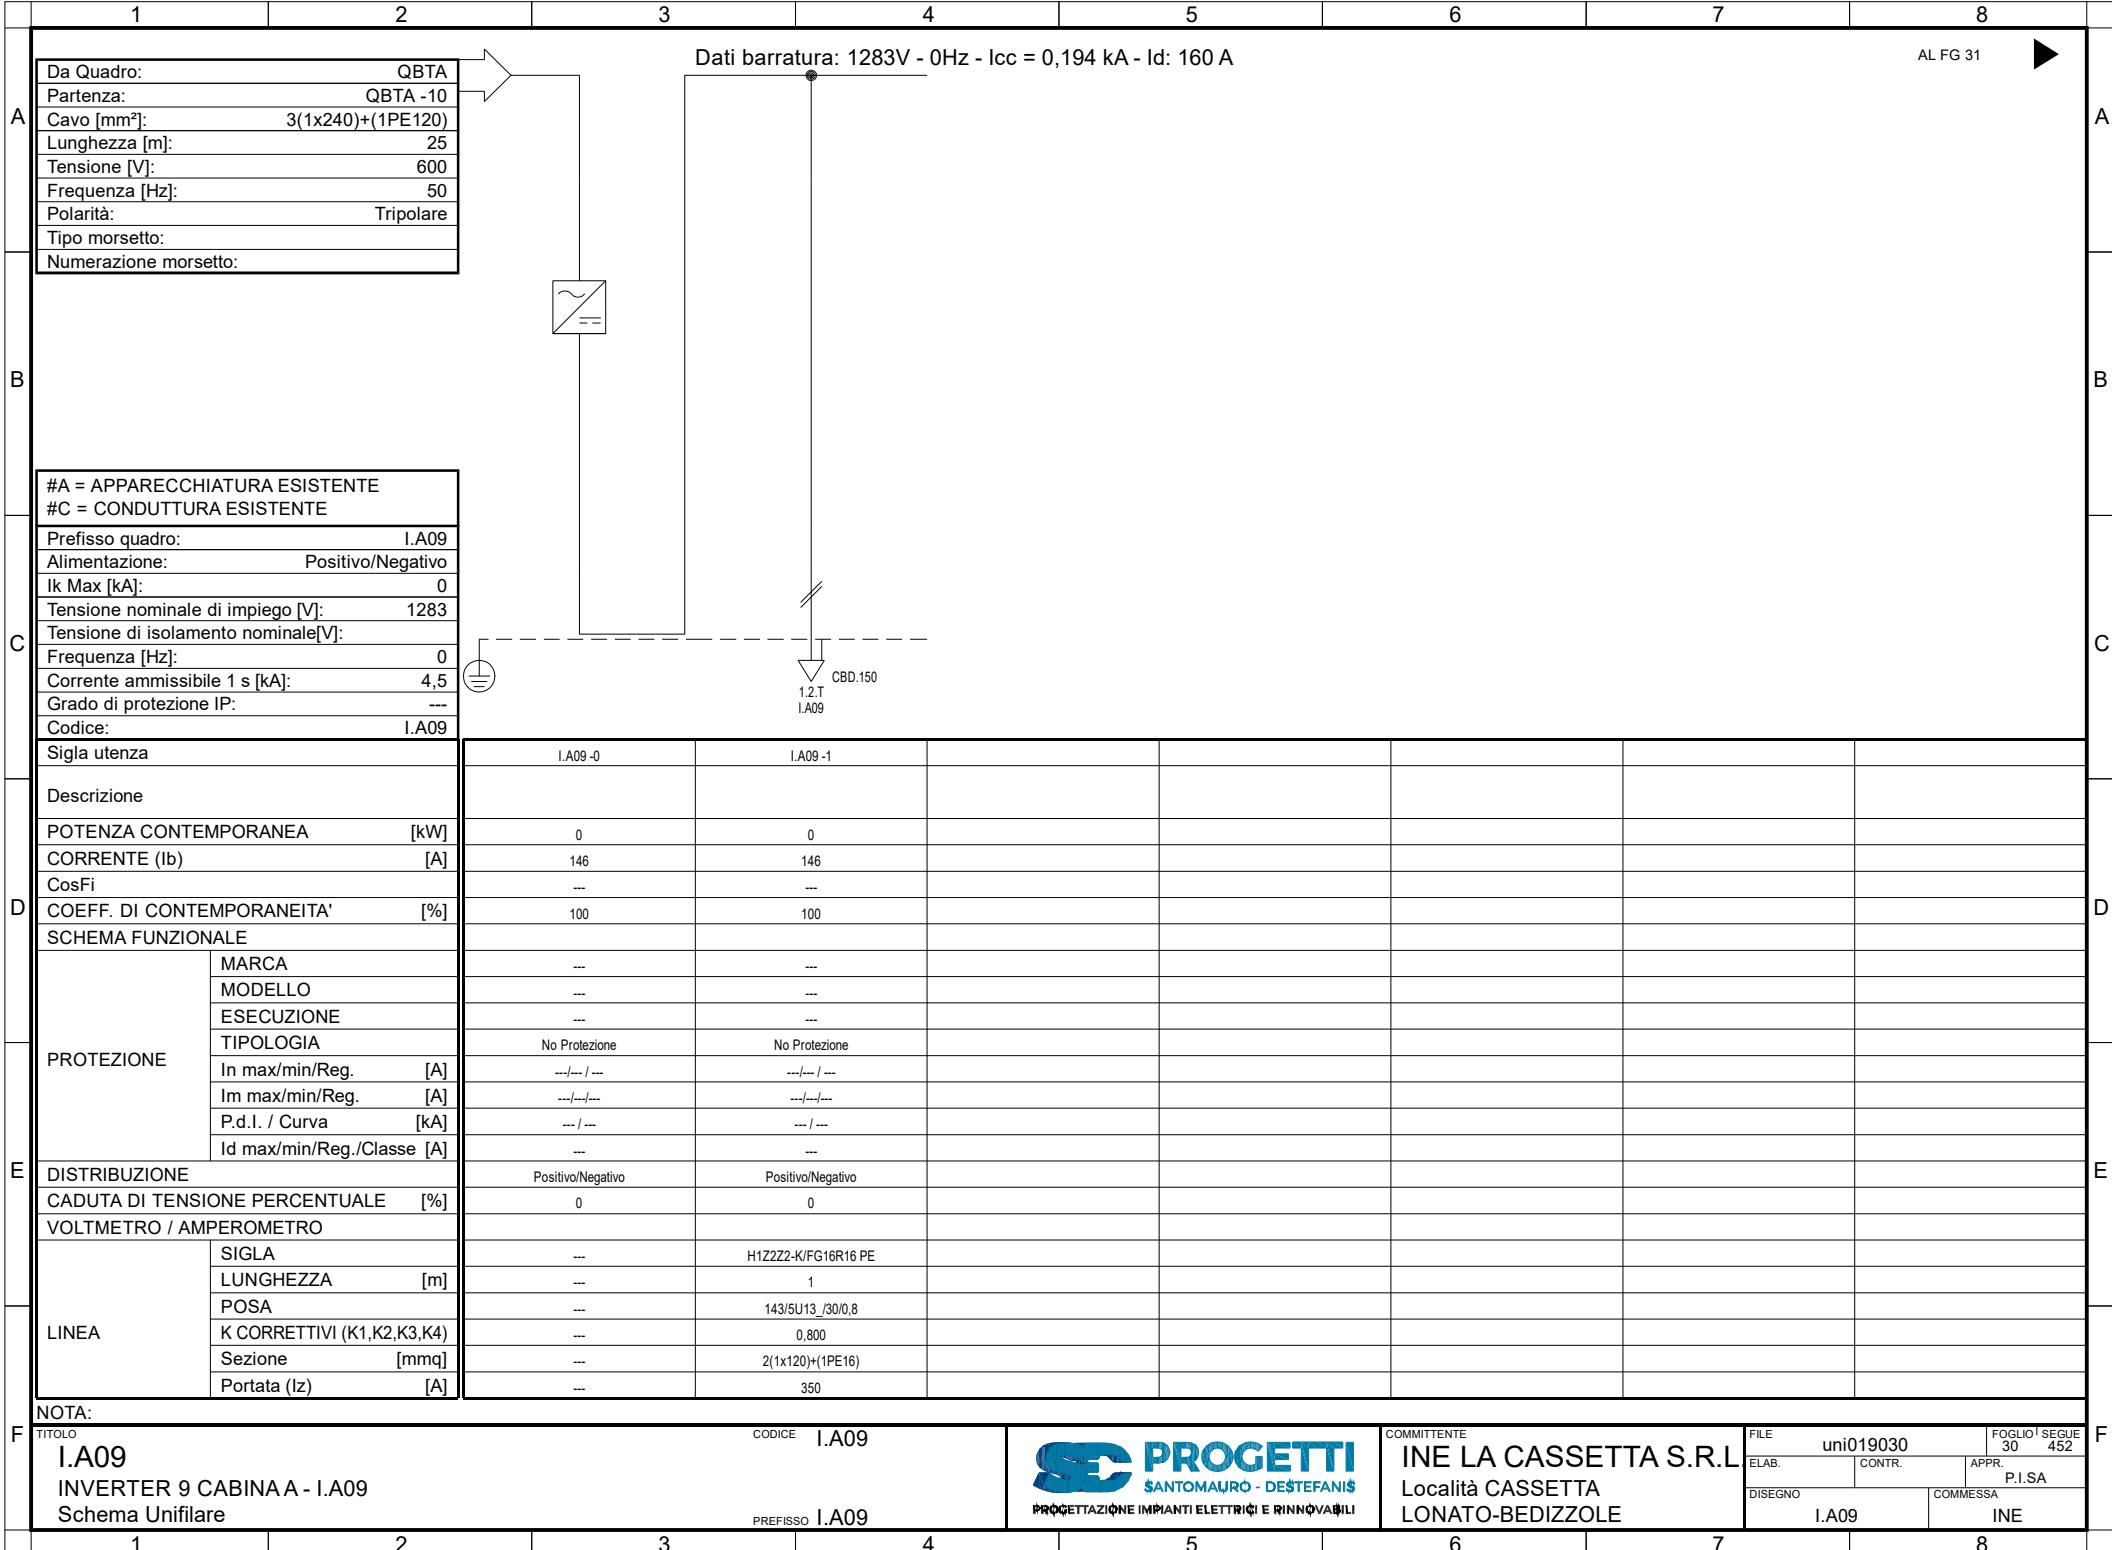 1 2 3 4 5 6 7 8
Dati barratura: 1283V - 0Hz - Icc = 0,194 kA - Id: 160 A
AL FG 31
Da Quadro: QBTA
Partenza: QBTA -10
Cavo [mm²]: 3(1x240)+(1PE120)
Lunghezza [m]: 25
Tensione [V]: 600
Frequenza [Hz]: 50
Polarità: Tripolare
Tipo morsetto:
Numerazione morsetto:
A A
B B
#A = APPARECCHIATURA ESISTENTE
#C = CONDUTTURA ESISTENTE
Prefisso quadro: I.A09
Alimentazione: Positivo/Negativo
Ik Max [kA]: 0
Tensione nominale di impiego [V]: 1283
Tensione di isolamento nominale[V]:
Frequenza [Hz]: 0
Corrente ammissibile 1 s [kA]: 4,5
Grado di protezione IP: ---
Codice: I.A09
C C
CBD.150
1.2.T
I.A09
Sigla utenza I.A09 -0 I.A09 -1
Descrizione
POTENZA CONTEMPORANEA [kW] 0 0
CORRENTE (Ib) [A] 146 146
CosFi --- ---
D D
COEFF. DI CONTEMPORANEITA' [%] 100 100
SCHEMA FUNZIONALE
PROTEZIONE
MARCA --- ---
MODELLO --- ---
ESECUZIONE --- ---
TIPOLOGIA No Protezione No Protezione
In max/min/Reg. [A] ---/--- / --- ---/--- / ---
Im max/min/Reg. [A] ---/---/--- ---/---/---
P.d.I. / Curva [kA] --- / --- --- / ---
Id max/min/Reg./Classe [A] --- ---
E E
DISTRIBUZIONE Positivo/Negativo Positivo/Negativo
CADUTA DI TENSIONE PERCENTUALE [%] 0 0
VOLTMETRO / AMPEROMETRO
LINEA
SIGLA --- H1Z2Z2-K/FG16R16 PE
LUNGHEZZA [m] --- 1
POSA --- 143/5U13_/30/0,8
K CORRETTIVI (K1,K2,K3,K4) --- 0,800
Sezione [mmq] --- 2(1x120)+(1PE16)
Portata (Iz) [A] --- 350
NOTA:
F F
TITOLO
I.A09
INVERTER 9 CABINA A - I.A09
Schema Unifilare
CODICE I.A09
PREFISSO I.A09
SD PROGETTI
SANTOMAURO - DESTEFANIS
PROGETTAZIONE IMPIANTI ELETTRICI E RINNOVABILI
COMMITTENTE
INE LA CASSETTA S.R.L.
Località CASSETTA
LONATO-BEDIZZOLE
FILE
uni019030
FOGLIO SEGUE
30 452
ELAB. CONTR. APPR.
P.I.SA
DISEGNO
I.A09
COMMESSA
INE
1 2 3 4 5 6 7 8